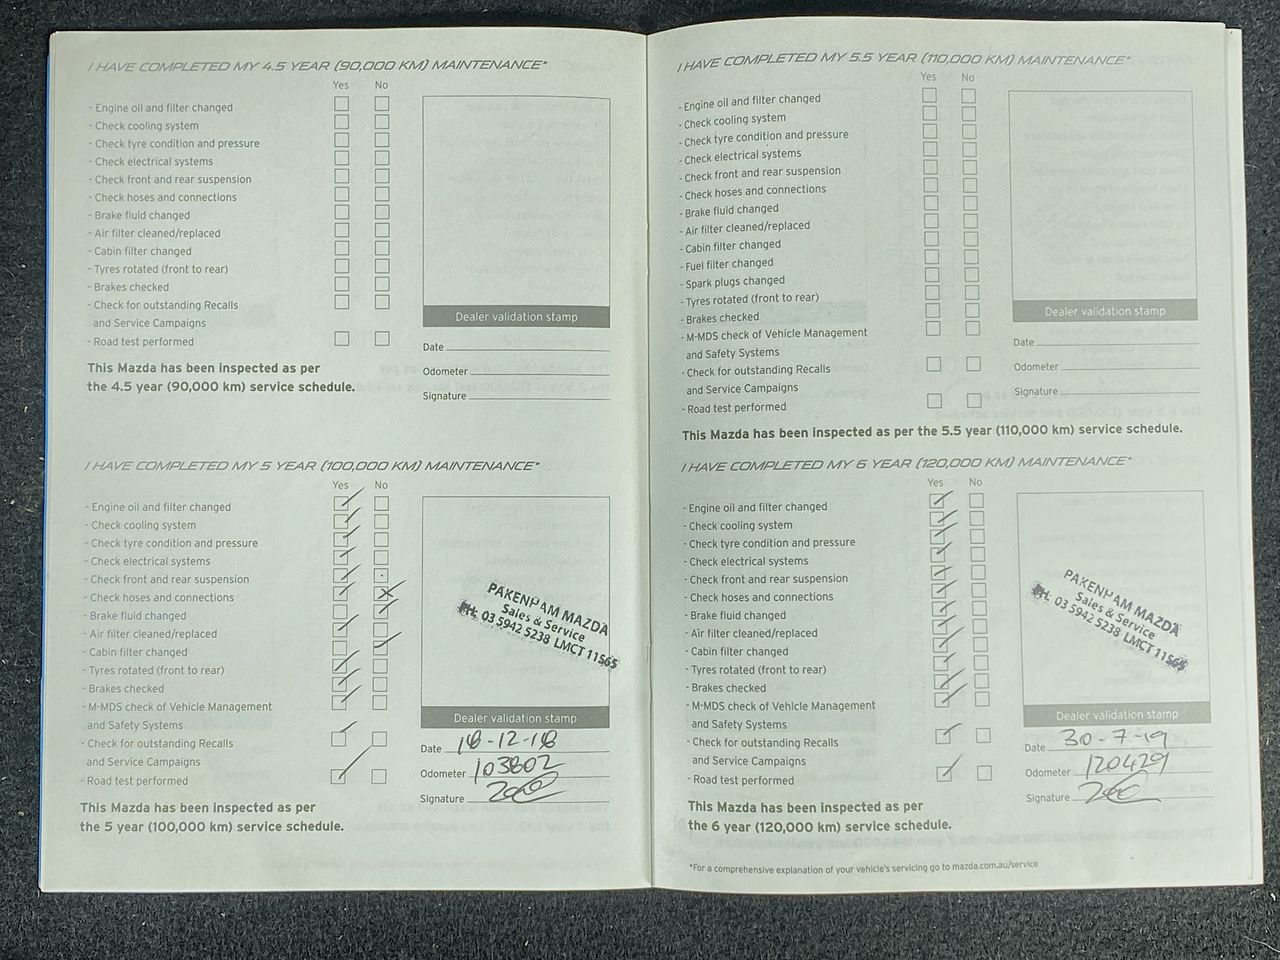 I HAVE COMPLETED MY 4.5 YEAR (90,000 KM) MAINTENANCE*
Yes No
- Engine oil and filter changed
- Check cooling system
- Check tyre condition and pressure
- Check electrical systems
- Check front and rear suspension
- Check hoses and connections
- Brake fluid changed
- Air filter cleaned/replaced
- Cabin filter changed
- Tyres rotated (front to rear)
- Brakes checked
- Check for outstanding Recalls
and Service Campaigns
- Road test performed
This Mazda has been inspected as per
the 4.5 year (90,000 km) service schedule.
Dealer validation stamp
Date
Odometer
Signature
I HAVE COMPLETED MY 5 YEAR (100,000 KM) MAINTENANCE*
Yes No
- Engine oil and filter changed
- Check cooling system
- Check tyre condition and pressure
- Check electrical systems
- Check front and rear suspension
- Check hoses and connections
- Brake fluid changed
- Air filter cleaned/replaced
- Cabin filter changed
- Tyres rotated (front to rear)
- Brakes checked
- M-MDS check of Vehicle Management
and Safety Systems
- Check for outstanding Recalls
and Service Campaigns
- Road test performed
This Mazda has been inspected as per
the 5 year (100,000 km) service schedule.
PAKENHAM MAZDA
Sales & Service
PH: 03 5942 5238 LMCT 11565
Dealer validation stamp
Date 18-12-18
Odometer 103802
Signature
I HAVE COMPLETED MY 5.5 YEAR (110,000 KM) MAINTENANCE*
Yes No
- Engine oil and filter changed
- Check cooling system
- Check tyre condition and pressure
- Check electrical systems
- Check front and rear suspension
- Check hoses and connections
- Brake fluid changed
- Air filter cleaned/replaced
- Cabin filter changed
- Fuel filter changed
- Spark plugs changed
- Tyres rotated (front to rear)
- Brakes checked
- M-MDS check of Vehicle Management
and Safety Systems
- Check for outstanding Recalls
and Service Campaigns
- Road test performed
This Mazda has been inspected as per the 5.5 year (110,000 km) service schedule.
Dealer validation stamp
Date
Odometer
Signature
I HAVE COMPLETED MY 6 YEAR (120,000 KM) MAINTENANCE*
Yes No
- Engine oil and filter changed
- Check cooling system
- Check tyre condition and pressure
- Check electrical systems
- Check front and rear suspension
- Check hoses and connections
- Brake fluid changed
- Air filter cleaned/replaced
- Cabin filter changed
- Tyres rotated (front to rear)
- Brakes checked
- M-MDS check of Vehicle Management
and Safety Systems
- Check for outstanding Recalls
and Service Campaigns
- Road test performed
This Mazda has been inspected as per
the 6 year (120,000 km) service schedule.
PAKENHAM MAZDA
Sales & Service
PH: 03 5942 5238 LMCT 11565
Dealer validation stamp
Date 30-7-19
Odometer 120429
Signature
*For a comprehensive explanation of your vehicle's servicing go to mazda.com.au/service